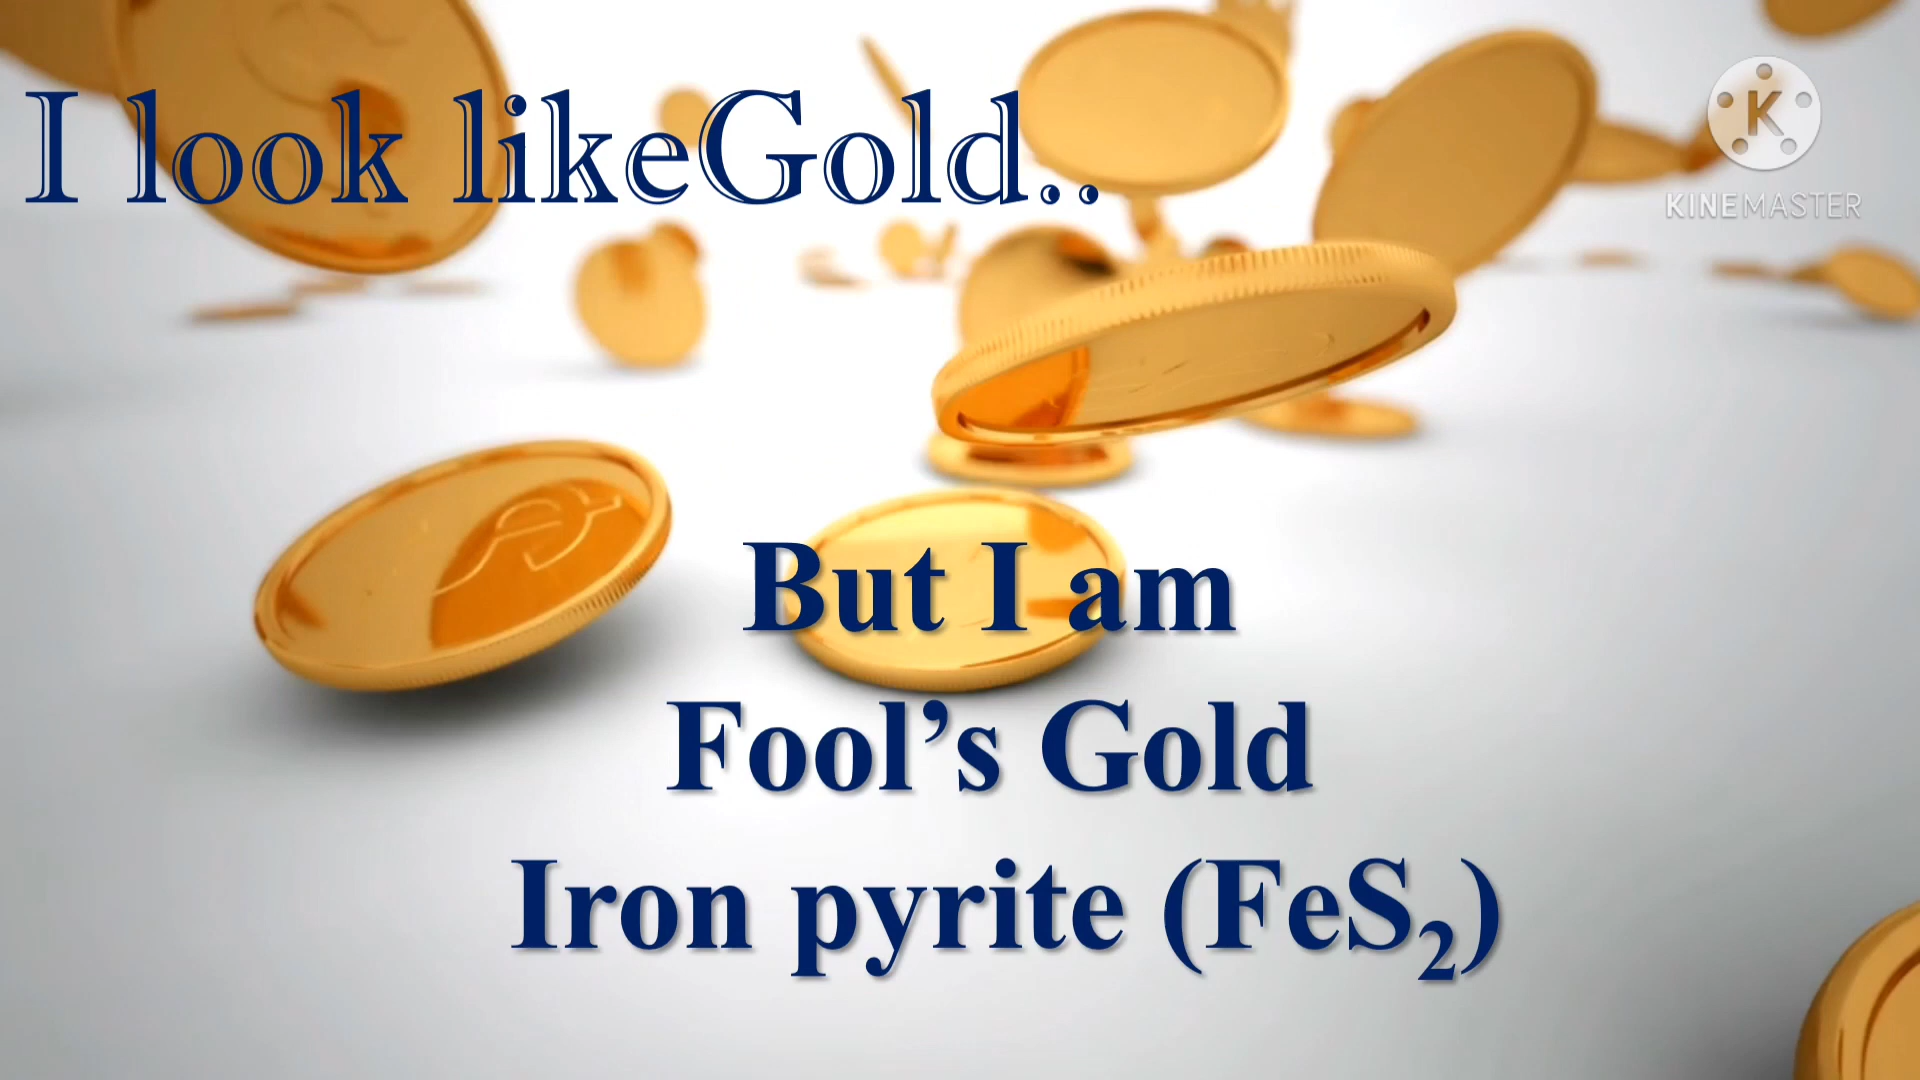 I look likeGold..
K
KINEMASTER
But I am
Fool’s Gold
Iron pyrite (FeS₂)